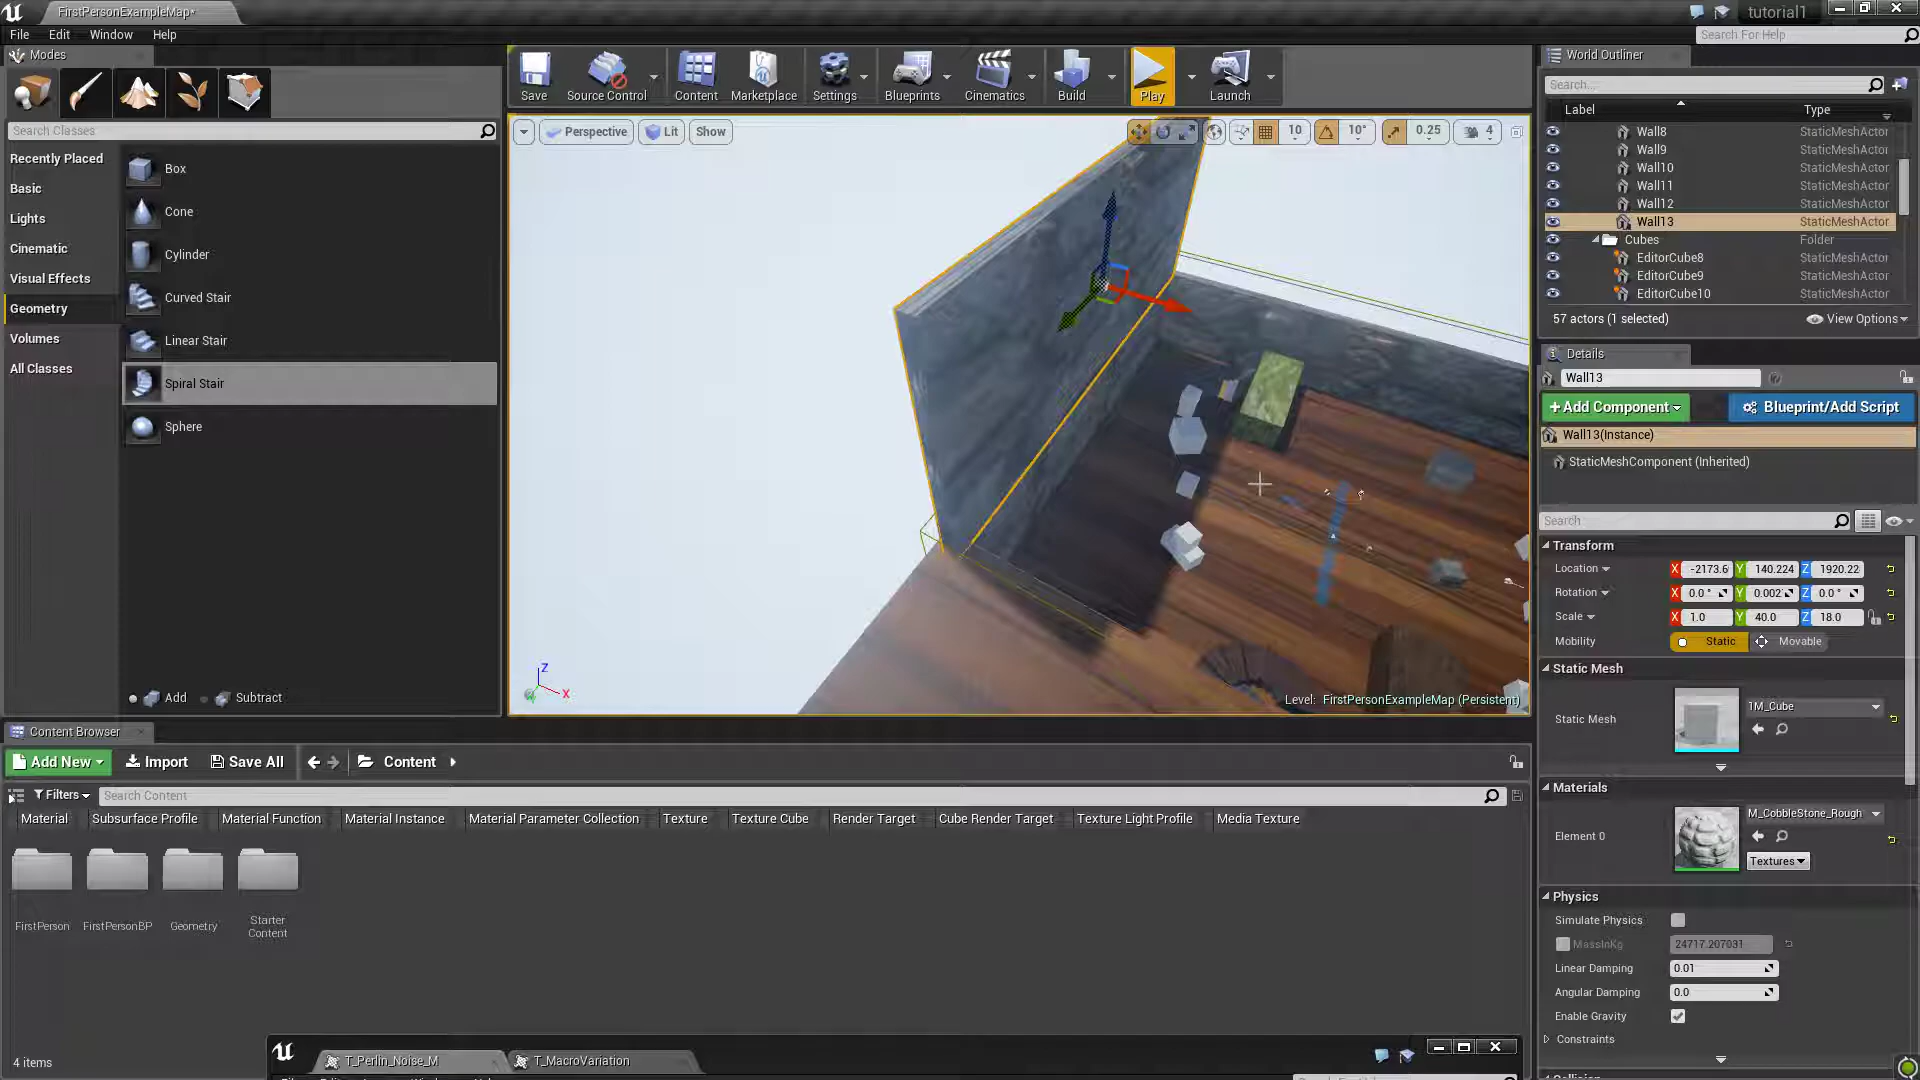 FirstPersonExampleMap*
tutorial1
File Edit Window Help
Search For Help
Modes
Save Source Control Content Marketplace Settings Blueprints Cinematics Build Play Launch
Search Classes
Recently Placed
Basic
Lights
Cinematic
Visual Effects
Geometry
Volumes
All Classes
Box
Cone
Cylinder
Curved Stair
Linear Stair
Spiral Stair
Sphere
Add Subtract
Perspective Lit Show
10 10° 0.25 4
Z
X
Level: FirstPersonExampleMap (Persistent)
World Outliner
Search...
Label Type
Wall8 StaticMeshActor
Wall9 StaticMeshActor
Wall10 StaticMeshActor
Wall11 StaticMeshActor
Wall12 StaticMeshActor
Wall13 StaticMeshActor
Cubes Folder
EditorCube8 StaticMeshActor
EditorCube9 StaticMeshActor
EditorCube10 StaticMeshActor
57 actors (1 selected) View Options
Details
Wall13
+Add Component Blueprint/Add Script
Wall13(Instance)
StaticMeshComponent (Inherited)
Search
Transform
Location X -2173.6 Y 140.224 Z 1920.22
Rotation X 0.0° Y 0.002 Z 0.0°
Scale X 1.0 Y 40.0 Z 18.0
Mobility Static Movable
Static Mesh
Static Mesh 1M_Cube
Materials
Element 0 M_CobbleStone_Rough
Textures
Physics
Simulate Physics
MassInKg 24717.207031
Linear Damping 0.01
Angular Damping 0.0
Enable Gravity
Constraints
Content Browser
Add New Import Save All Content
Filters Search Content
Material Subsurface Profile Material Function Material Instance Material Parameter Collection Texture Texture Cube Render Target Cube Render Target Texture Light Profile Media Texture
FirstPerson FirstPersonBP Geometry Starter Content
4 items
T_Perlin_Noise_M T_MacroVariation